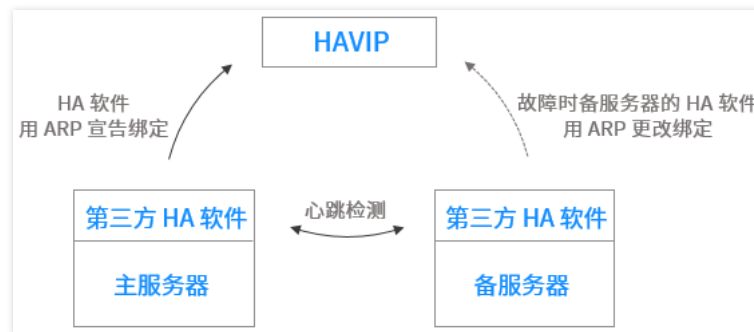 HAVIP
HA 软件
用 ARP 宣告绑定
故障时备服务器的 HA 软件
用 ARP 更改绑定
第三方 HA 软件
心跳检测
第三方 HA 软件
主服务器
备服务器